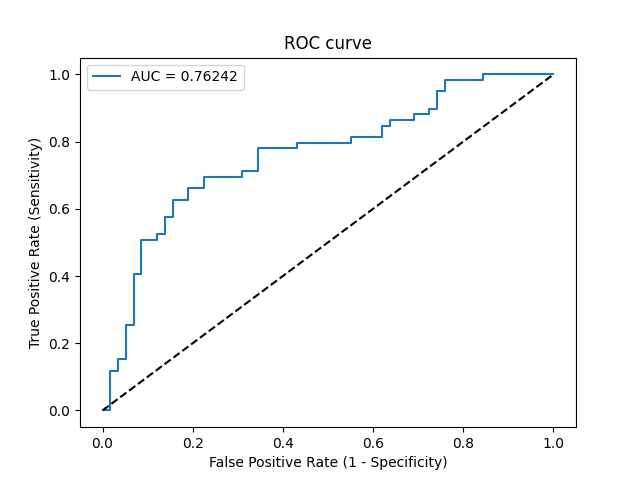 ROC curve
AUC = 0.76242
True Positive Rate (Sensitivity)
1.0
0.8
0.6
0.4
0.2
0.0
0.0 0.2 0.4 0.6 0.8 1.0
False Positive Rate (1 - Specificity)